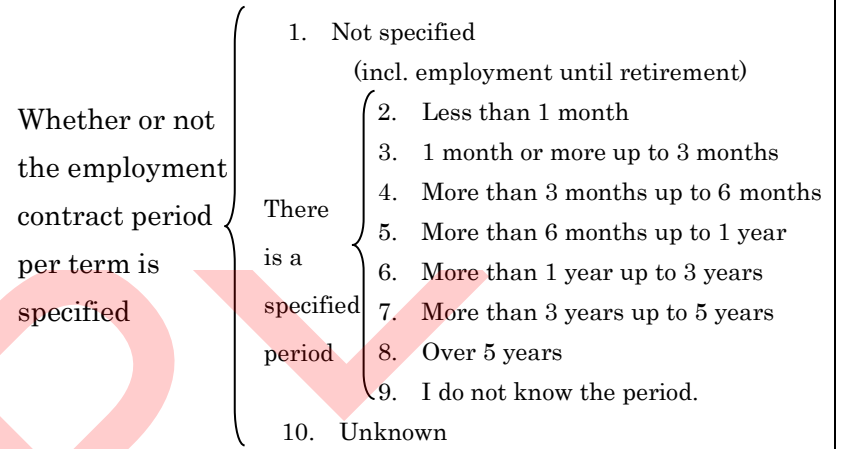 Whether or not
the employment
contract period
per term is
specified
1. Not specified
(incl. employment until retirement)
There
is a
specified
period
2. Less than 1 month
3. 1 month or more up to 3 months
4. More than 3 months up to 6 months
5. More than 6 months up to 1 year
6. More than 1 year up to 3 years
7. More than 3 years up to 5 years
8. Over 5 years
9. I do not know the period.
10. Unknown